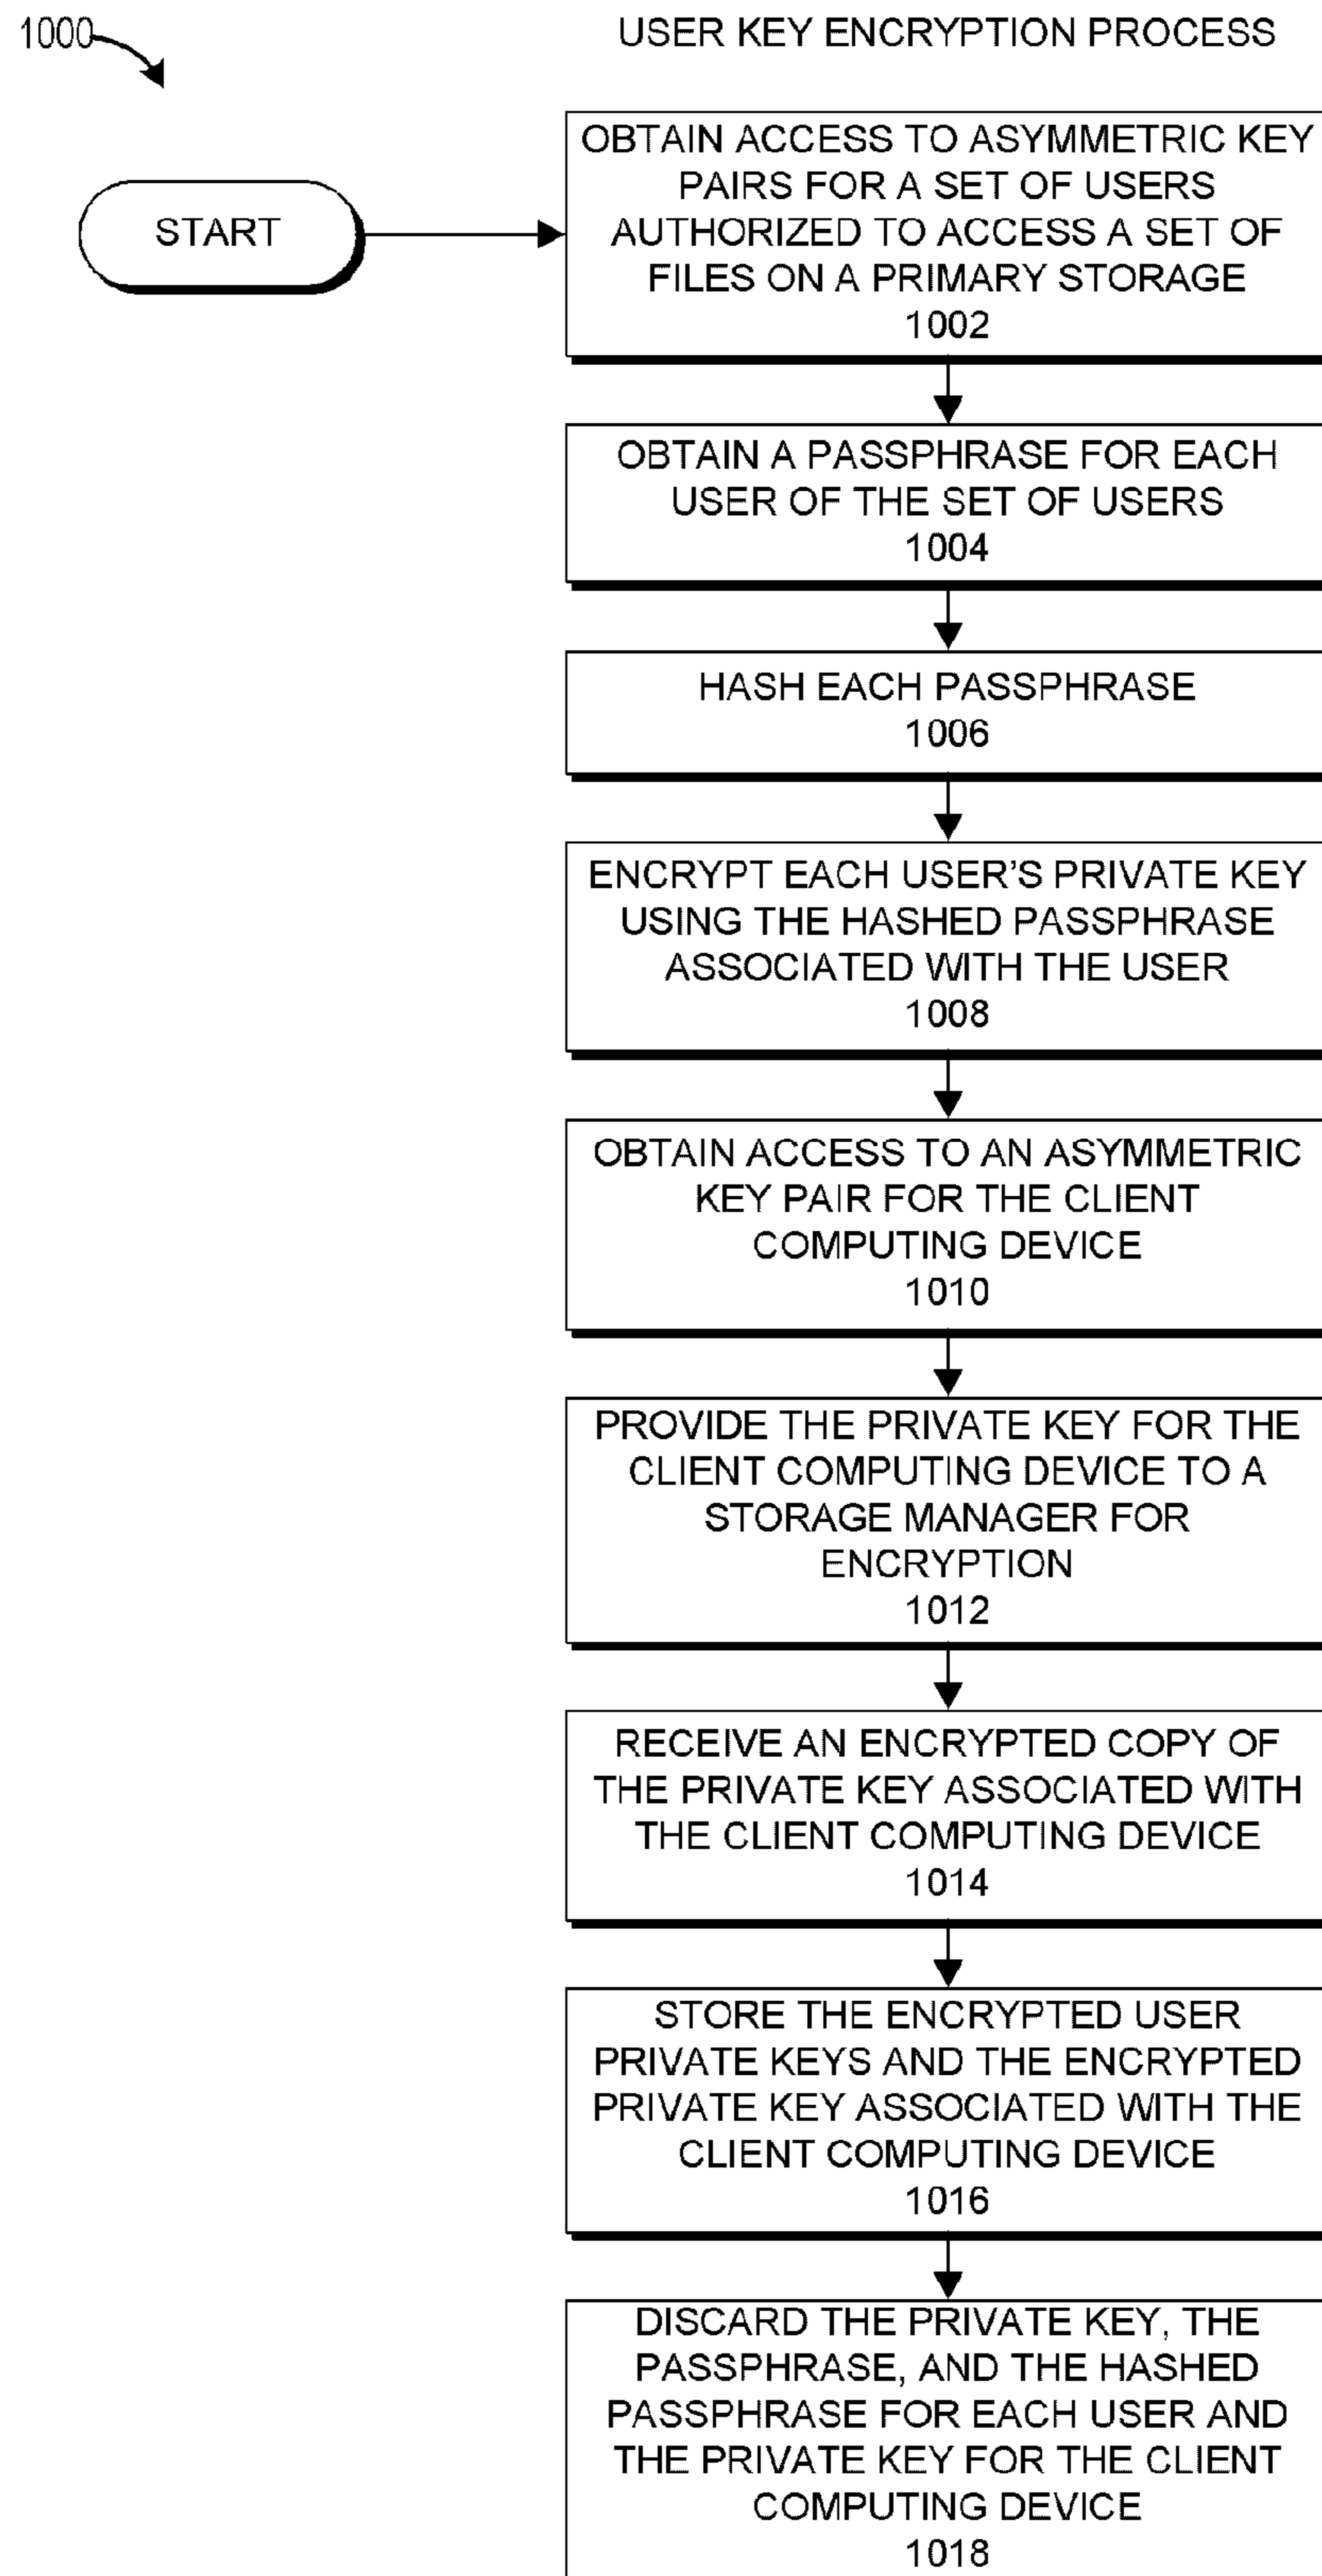 1000
USER KEY ENCRYPTION PROCESS
START
OBTAIN ACCESS TO ASYMMETRIC KEY
PAIRS FOR A SET OF USERS
AUTHORIZED TO ACCESS A SET OF
FILES ON A PRIMARY STORAGE
1002
OBTAIN A PASSPHRASE FOR EACH
USER OF THE SET OF USERS
1004
HASH EACH PASSPHRASE
1006
ENCRYPT EACH USER'S PRIVATE KEY
USING THE HASHED PASSPHRASE
ASSOCIATED WITH THE USER
1008
OBTAIN ACCESS TO AN ASYMMETRIC
KEY PAIR FOR THE CLIENT
COMPUTING DEVICE
1010
PROVIDE THE PRIVATE KEY FOR THE
CLIENT COMPUTING DEVICE TO A
STORAGE MANAGER FOR
ENCRYPTION
1012
RECEIVE AN ENCRYPTED COPY OF
THE PRIVATE KEY ASSOCIATED WITH
THE CLIENT COMPUTING DEVICE
1014
STORE THE ENCRYPTED USER
PRIVATE KEYS AND THE ENCRYPTED
PRIVATE KEY ASSOCIATED WITH THE
CLIENT COMPUTING DEVICE
1016
DISCARD THE PRIVATE KEY, THE
PASSPHRASE, AND THE HASHED
PASSPHRASE FOR EACH USER AND
THE PRIVATE KEY FOR THE CLIENT
COMPUTING DEVICE
1018